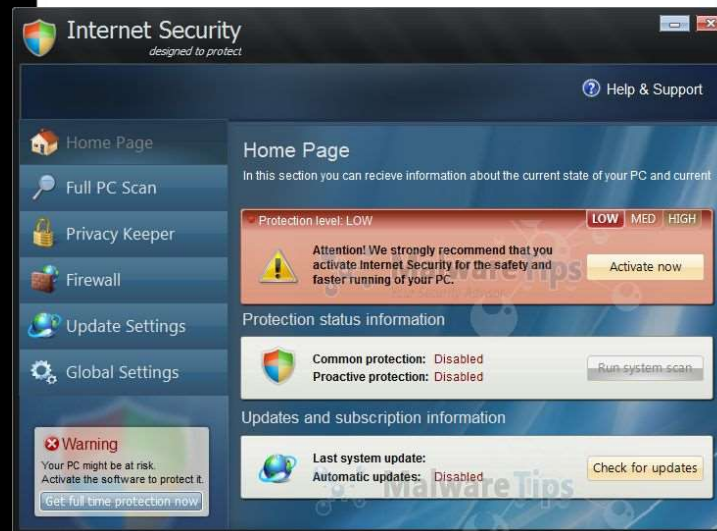 Internet Security
designed to protect
Help & Support
Home Page
Full PC Scan
Privacy Keeper
Firewall
Update Settings
Global Settings
Warning
Your PC might be at risk.
Activate the software to protect it.
Get full time protection now
Home Page
In this section you can recieve information about the current state of your PC and current
Protection level: LOW
LOW MED HIGH
Attention! We strongly recommend that you
activate Internet Security for the safety and
faster running of your PC.
Activate now
MalwareTips
Your Security Advisor
Protection status information
Common protection: Disabled
Proactive protection: Disabled
Run system scan
Updates and subscription information
Last system update:
Automatic updates: Disabled
Check for updates
MalwareTips